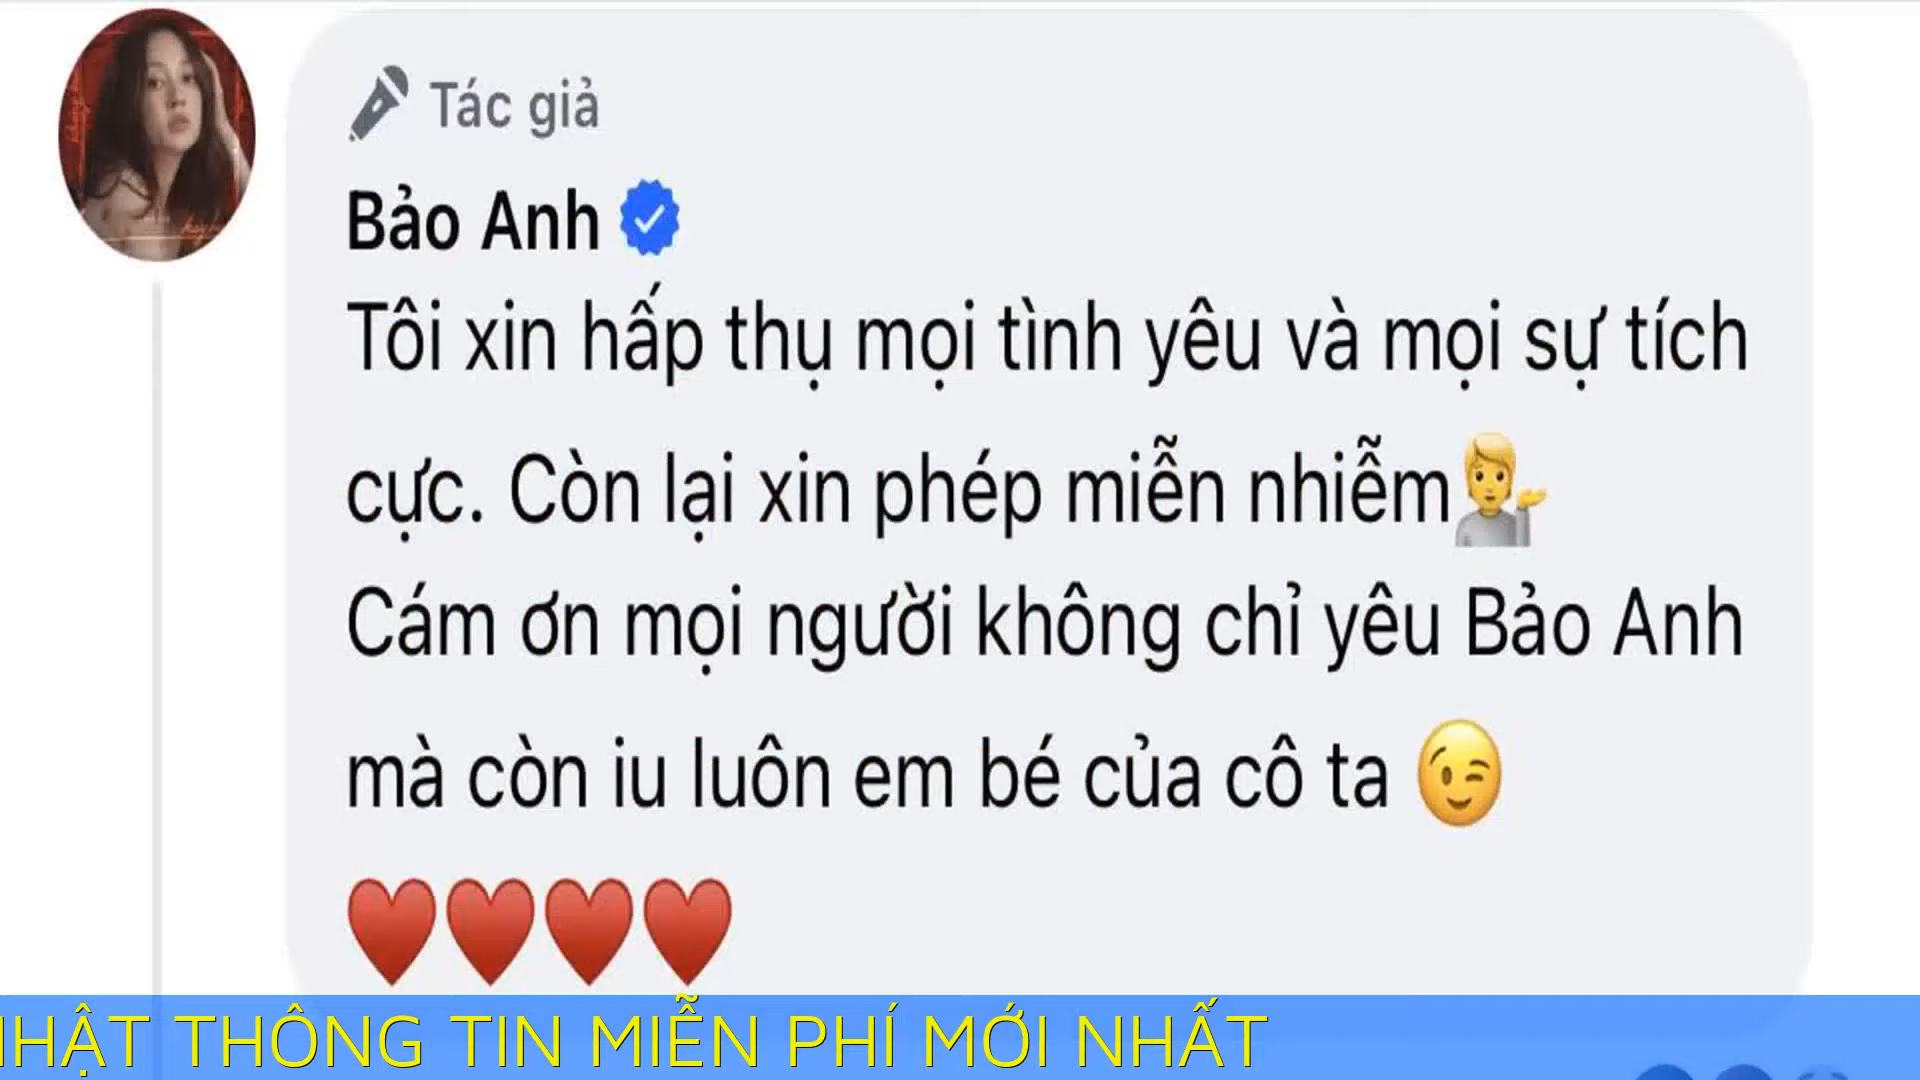 Tác giả
Bảo Anh
Tôi xin hấp thụ mọi tình yêu và mọi sự tích
cực. Còn lại xin phép miễn nhiễm💁
Cám ơn mọi người không chỉ yêu Bảo Anh
mà còn iu luôn em bé của cô ta 😉
♥️♥️♥️♥️
NHẬT THÔNG TIN MIỄN PHÍ MỚI NHẤT